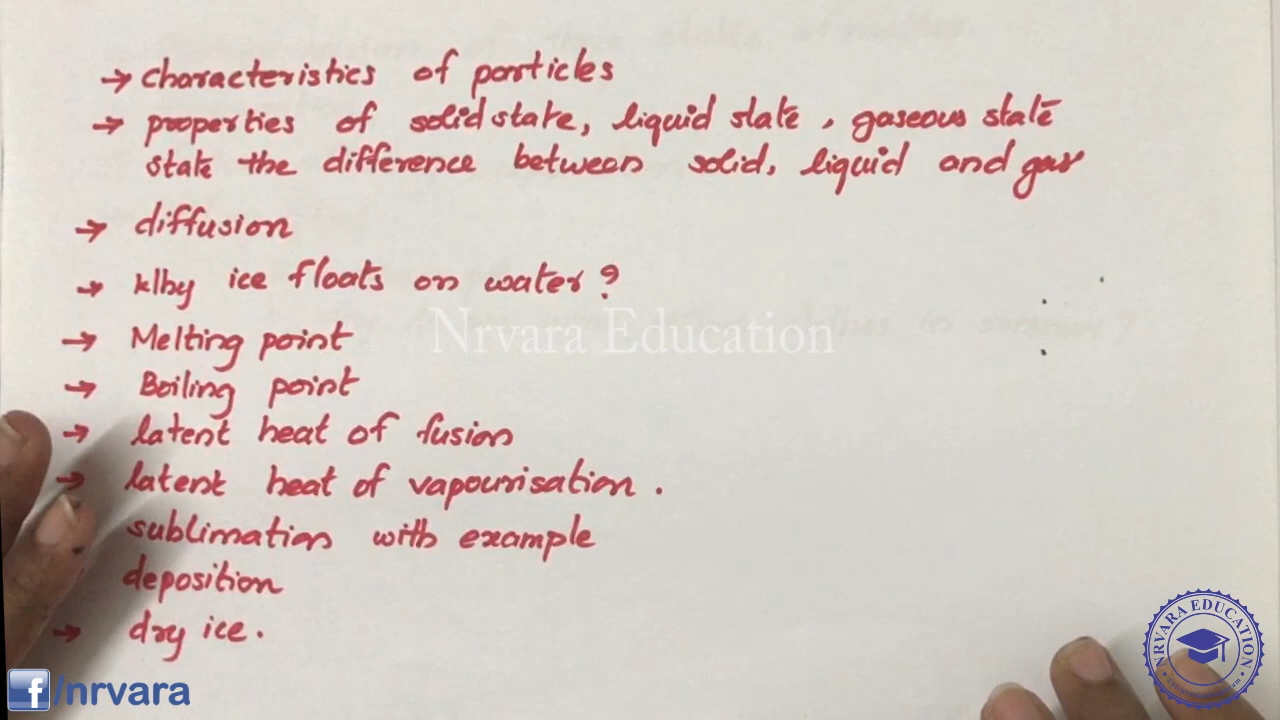 → characteristics of particles
→ properties of solid state, liquid state, gaseous state
state the difference between solid, liquid and gas
→ diffusion
→ Why ice floats on water?
Nrvara Education
→ Melting point
→ Boiling point
→ latent heat of fusion
→ latent heat of vapourisation.
sublimation with example
deposition
→ dry ice.
NRVARA EDUCATION
f/nrvara